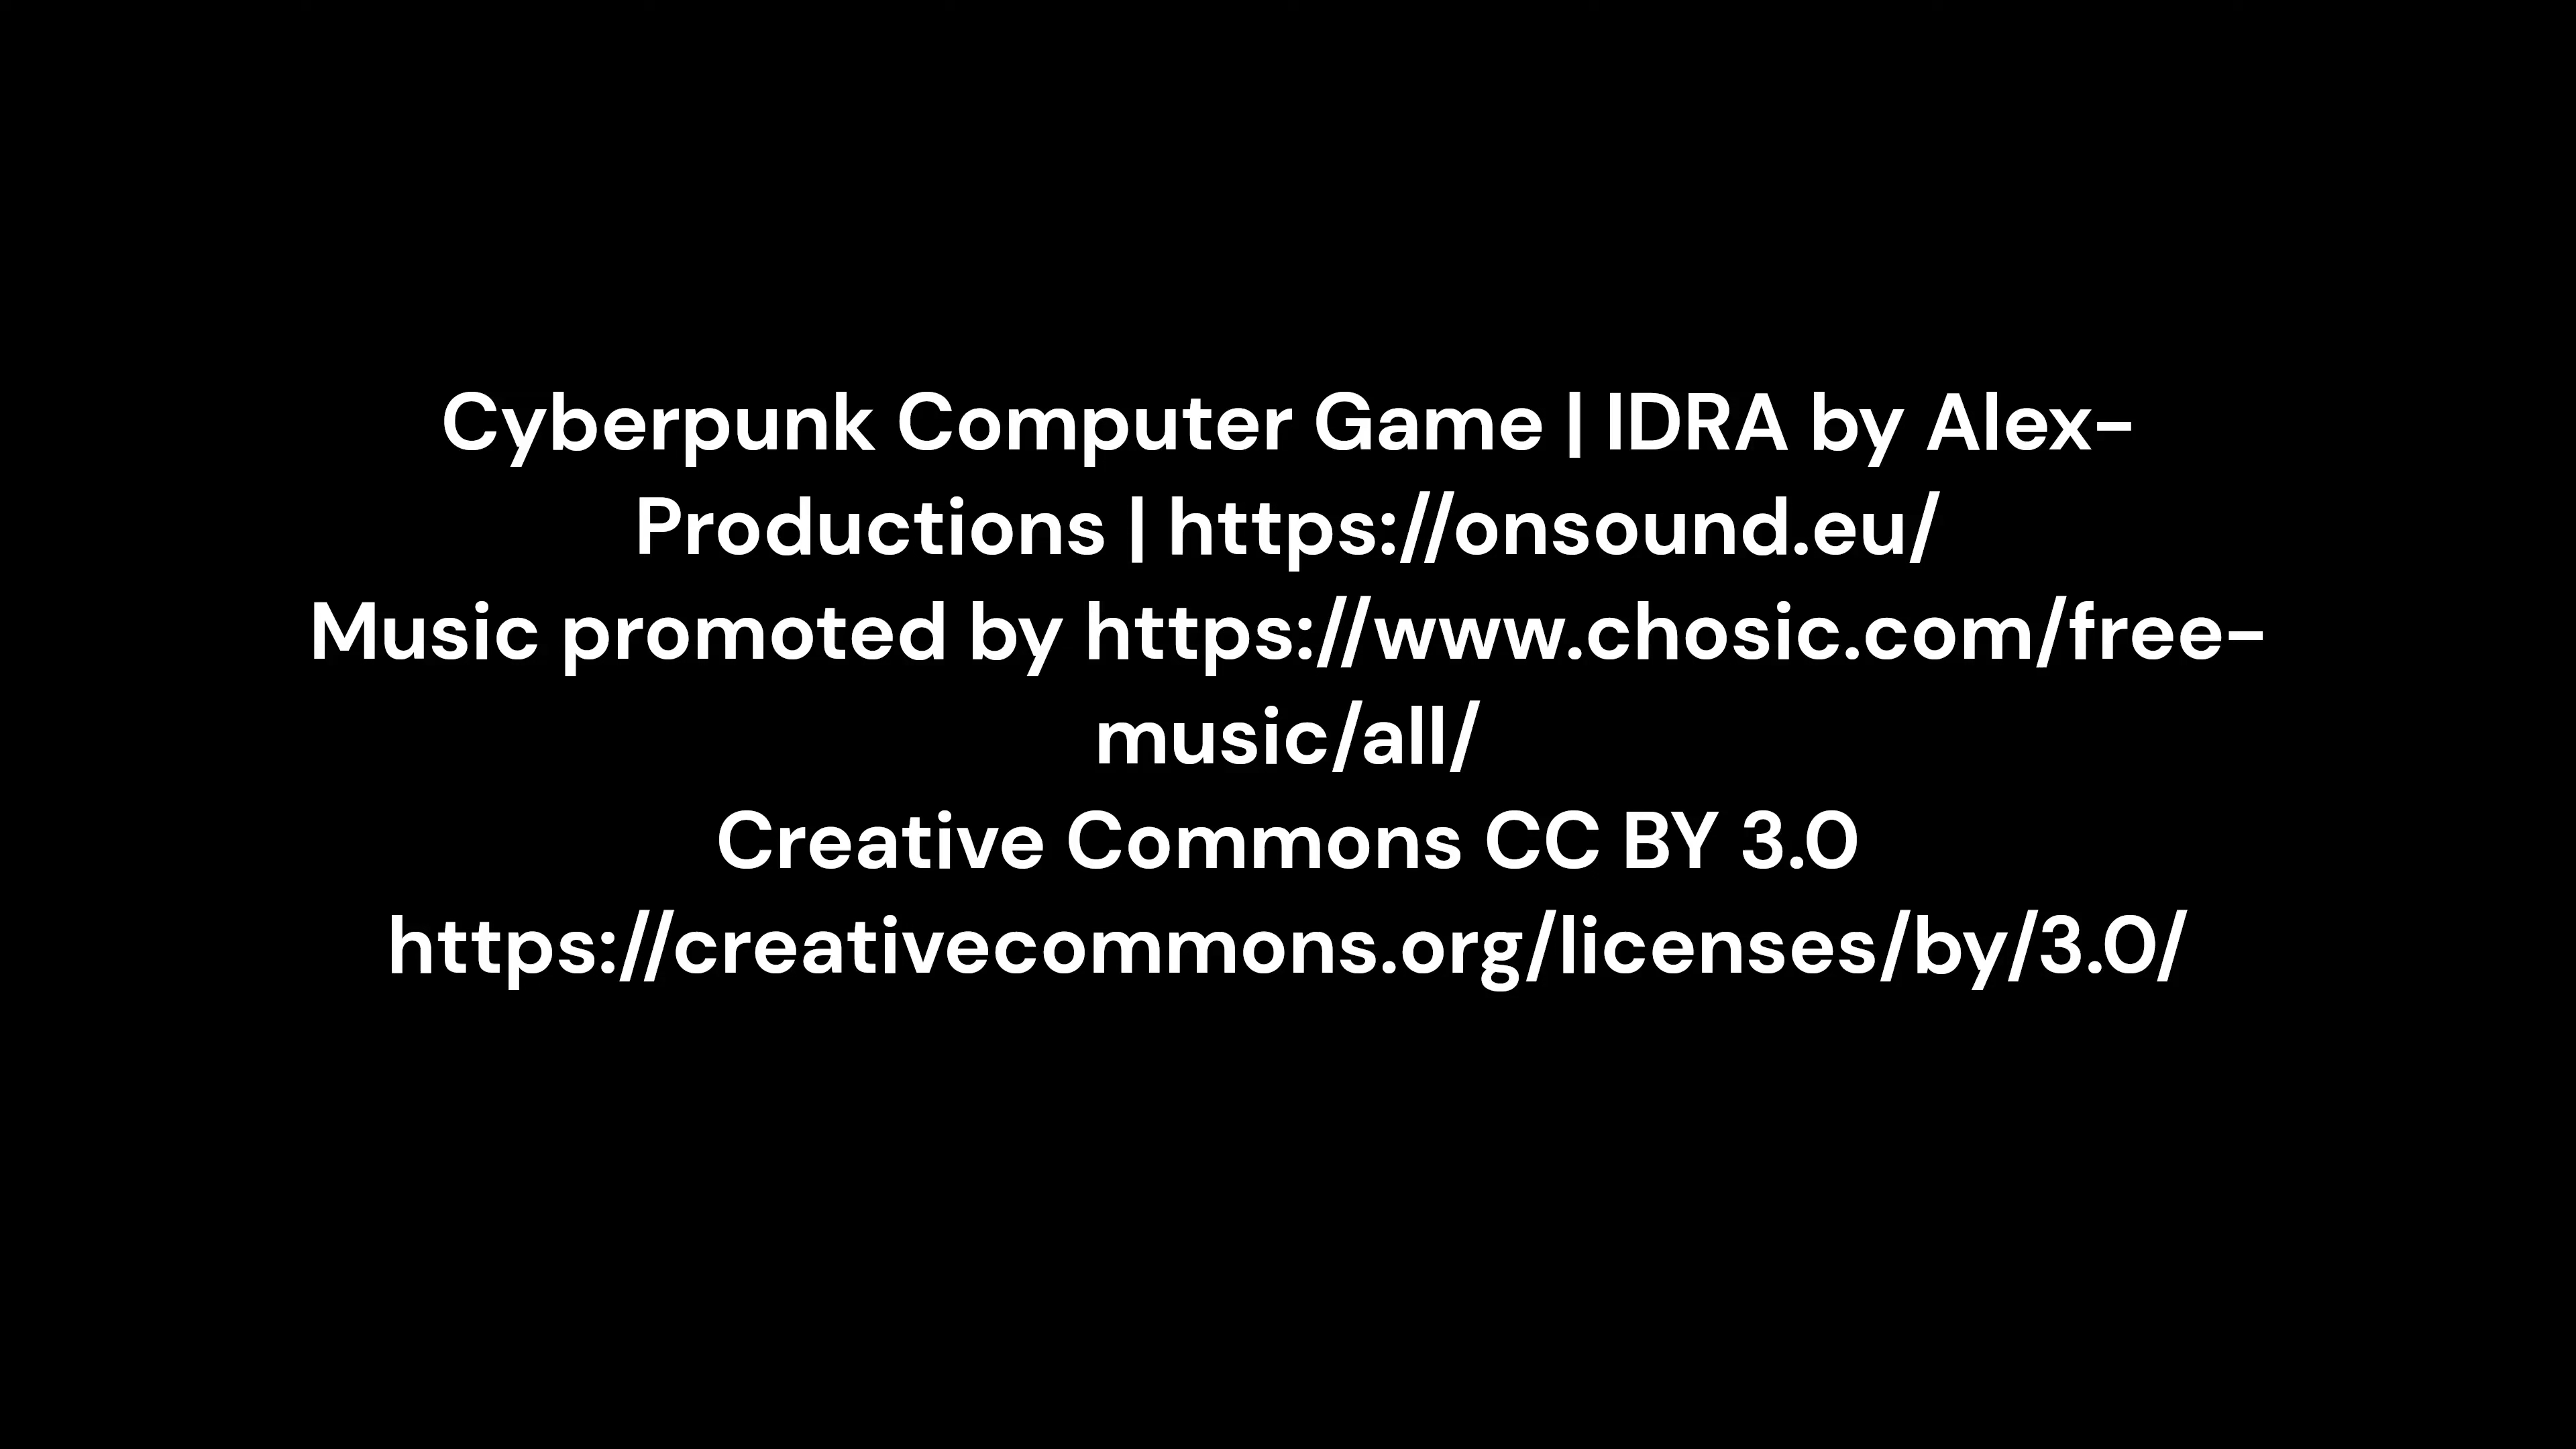 Cyberpunk Computer Game | IDRA by Alex-
Productions | https://onsound.eu/
Music promoted by https://www.chosic.com/free-
music/all/
Creative Commons CC BY 3.0
https://creativecommons.org/licenses/by/3.0/